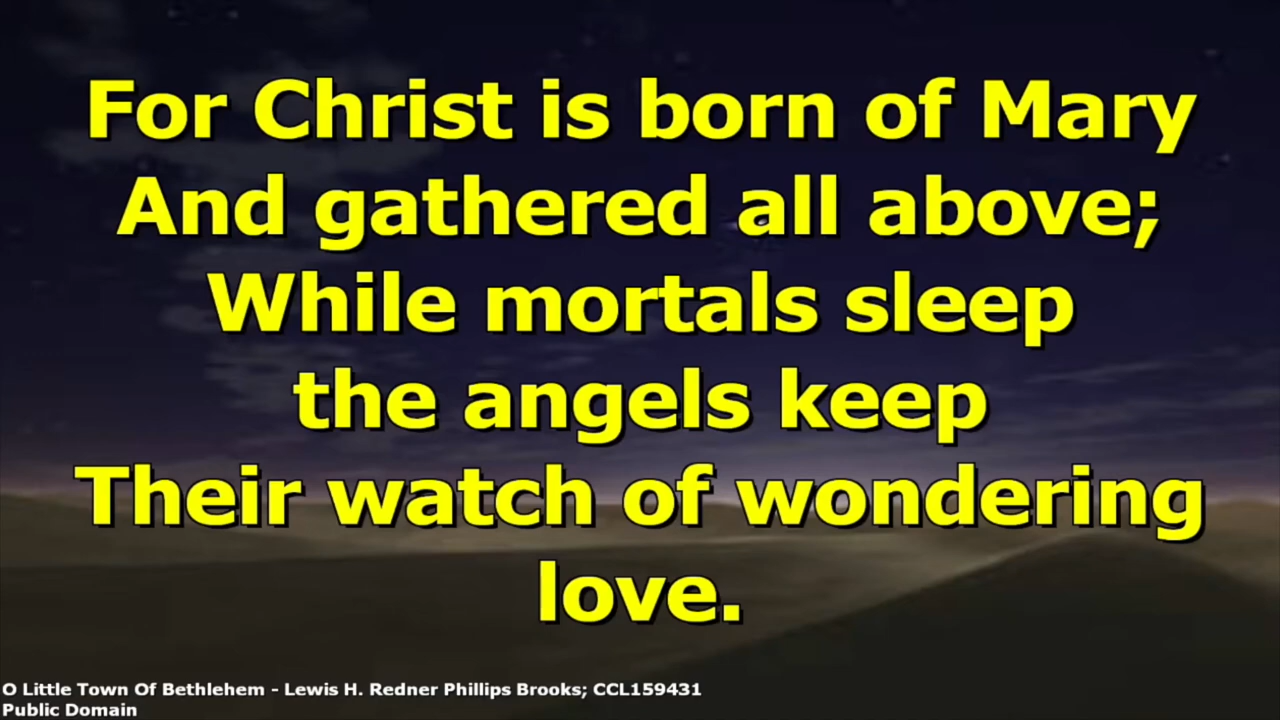 For Christ is born of Mary
And gathered all above;
While mortals sleep
the angels keep
Their watch of wondering
love.
O Little Town Of Bethlehem - Lewis H. Redner Phillips Brooks; CCL159431
Public Domain